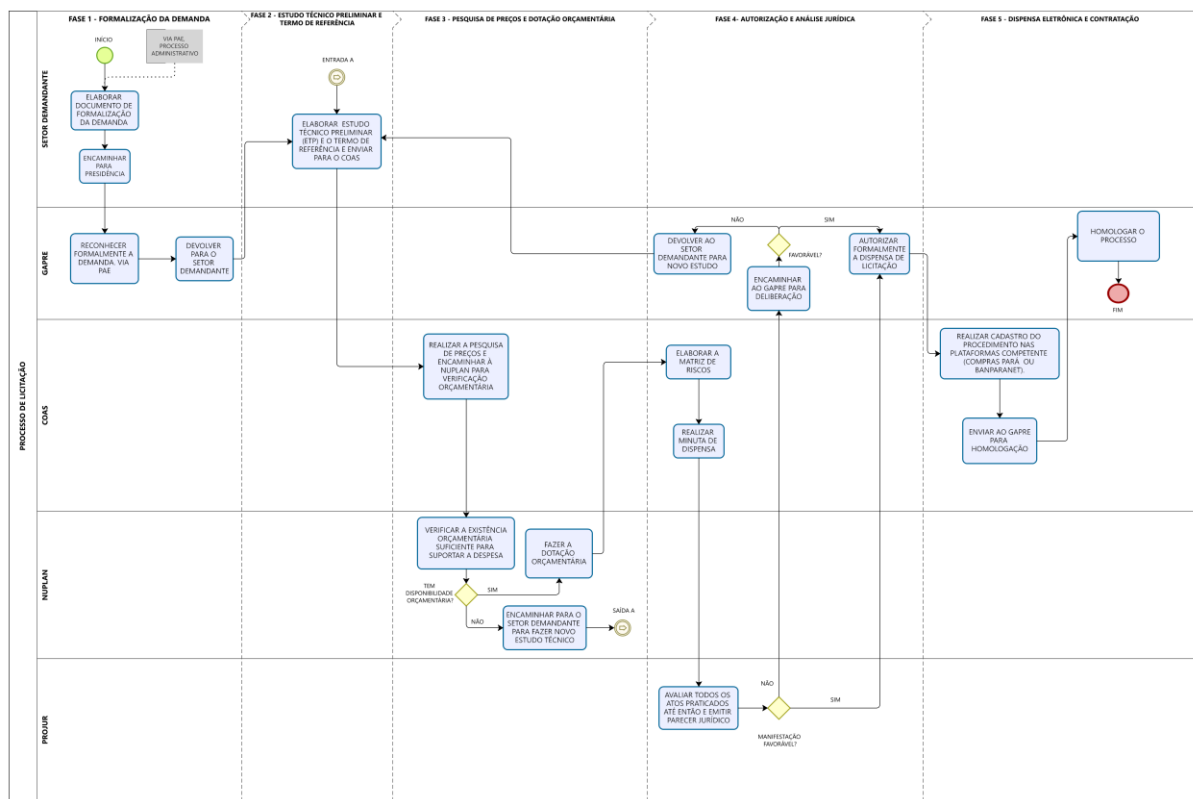 FASE 1 - FORMALIZAÇÃO DA DEMANDA
FASE 2 - ESTUDO TÉCNICO PRELIMINAR E
TERMO DE REFERÊNCIA
FASE 3 - PESQUISA DE PREÇOS E DOTAÇÃO ORÇAMENTÁRIA
FASE 4- AUTORIZAÇÃO E ANÁLISE JURÍDICA
FASE 5 - DISPENSA ELETRÔNICA E CONTRATAÇÃO
PROCESSO DE LICITAÇÃO
SETOR DEMANDANTE
INÍCIO
VIA PAE,
PROCESSO
ADMINISTRATIVO
ELABORAR
DOCUMENTO DE
FORMALIZAÇÃO
DA DEMANDA
ENCAMINHAR
PARA
PRESIDÊNCIA
ENTRADA A
ELABORAR ESTUDO
TÉCNICO PRELIMINAR
(ETP) E O TERMO DE
REFERÊNCIA E ENVIAR
PARA O COAS
GAPRE
RECONHECER
FORMALMENTE A
DEMANDA. VIA
PAE
DEVOLVER
PARA O
SETOR
DEMANDANTE
DEVOLVER AO
SETOR
DEMANDANTE PARA
NOVO ESTUDO
NÃO
SIM
FAVORÁVEL?
ENCAMINHAR
AO GAPRE PARA
DELIBERAÇÃO
AUTORIZAR
FORMALMENTE
A DISPENSA DE
LICITAÇÃO
HOMOLOGAR O
PROCESSO
FIM
COAS
REALIZAR A PESQUISA
DE PREÇOS E
ENCAMINHAR À
NUPLAN PARA
VERIFICAÇÃO
ORÇAMENTÁRIA
ELABORAR A
MATRIZ DE
RISCOS
REALIZAR
MINUTA DE
DISPENSA
REALIZAR CADASTRO DO
PROCEDIMENTO NAS
PLATAFORMAS COMPETENTE
(COMPRAS PARÁ OU
BANPARANET).
ENVIAR AO GAPRE
PARA
HOMOLOGAÇÃO
NUPLAN
VERIFICAR A EXISTÊNCIA
ORÇAMENTÁRIA
SUFICIENTE PARA
SUPORTAR A DESPESA
FAZER A
DOTAÇÃO
ORÇAMENTÁRIA
TEM
DISPONIBILIDADE
ORÇAMENTÁRIA?
SIM
NÃO
ENCAMINHAR PARA O
SETOR DEMANDANTE
PARA FAZER NOVO
ESTUDO TÉCNICO
SAÍDA A
PROJUR
AVALIAR TODOS OS
ATOS PRATICADOS
ATÉ ENTÃO E EMITIR
PARECER JURÍDICO
NÃO
SIM
MANIFESTAÇÃO
FAVORÁVEL?